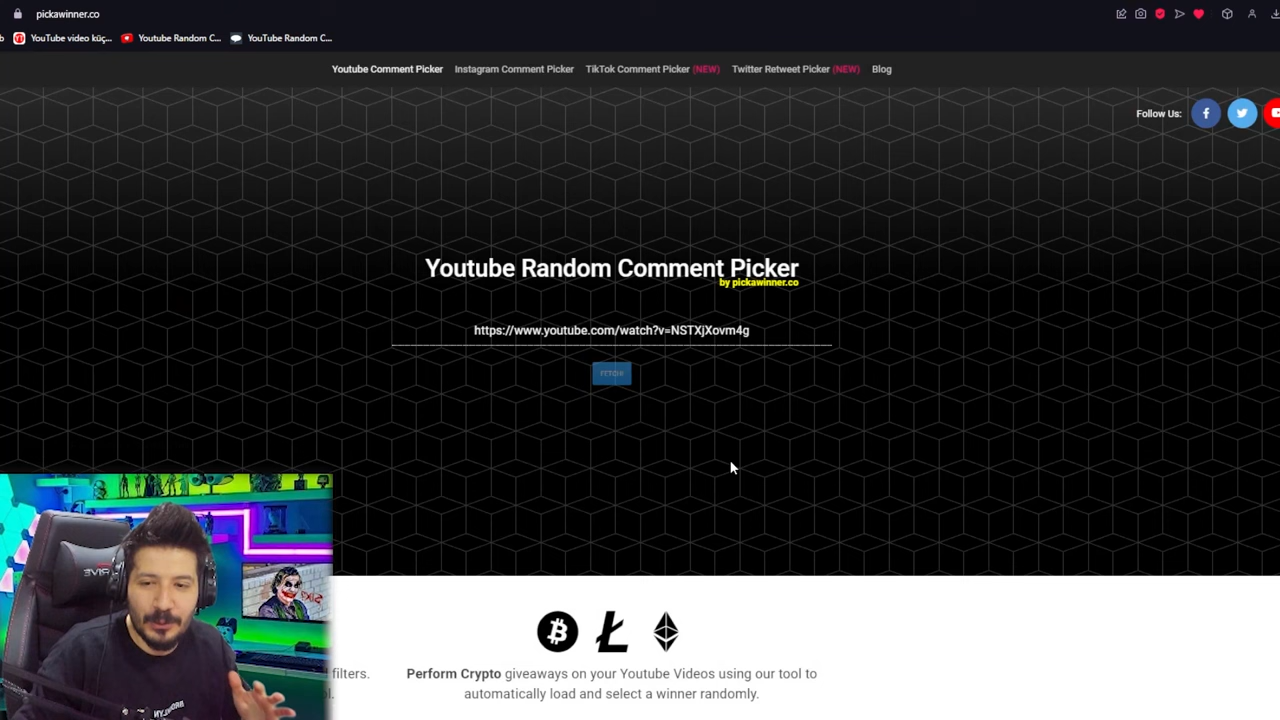 pickawinner.co
b
YouTube video küç...
Youtube Random C...
YouTube Random C...
Youtube Comment Picker
Instagram Comment Picker
TikTok Comment Picker (NEW)
Twitter Retweet Picker (NEW)
Blog
Follow Us:
Youtube Random Comment Picker
by pickawinner.co
https://www.youtube.com/watch?v=NSTXjXovm4g
FETCH!
filters.
Perform Crypto giveaways on your Youtube Videos using our tool to
automatically load and select a winner randomly.